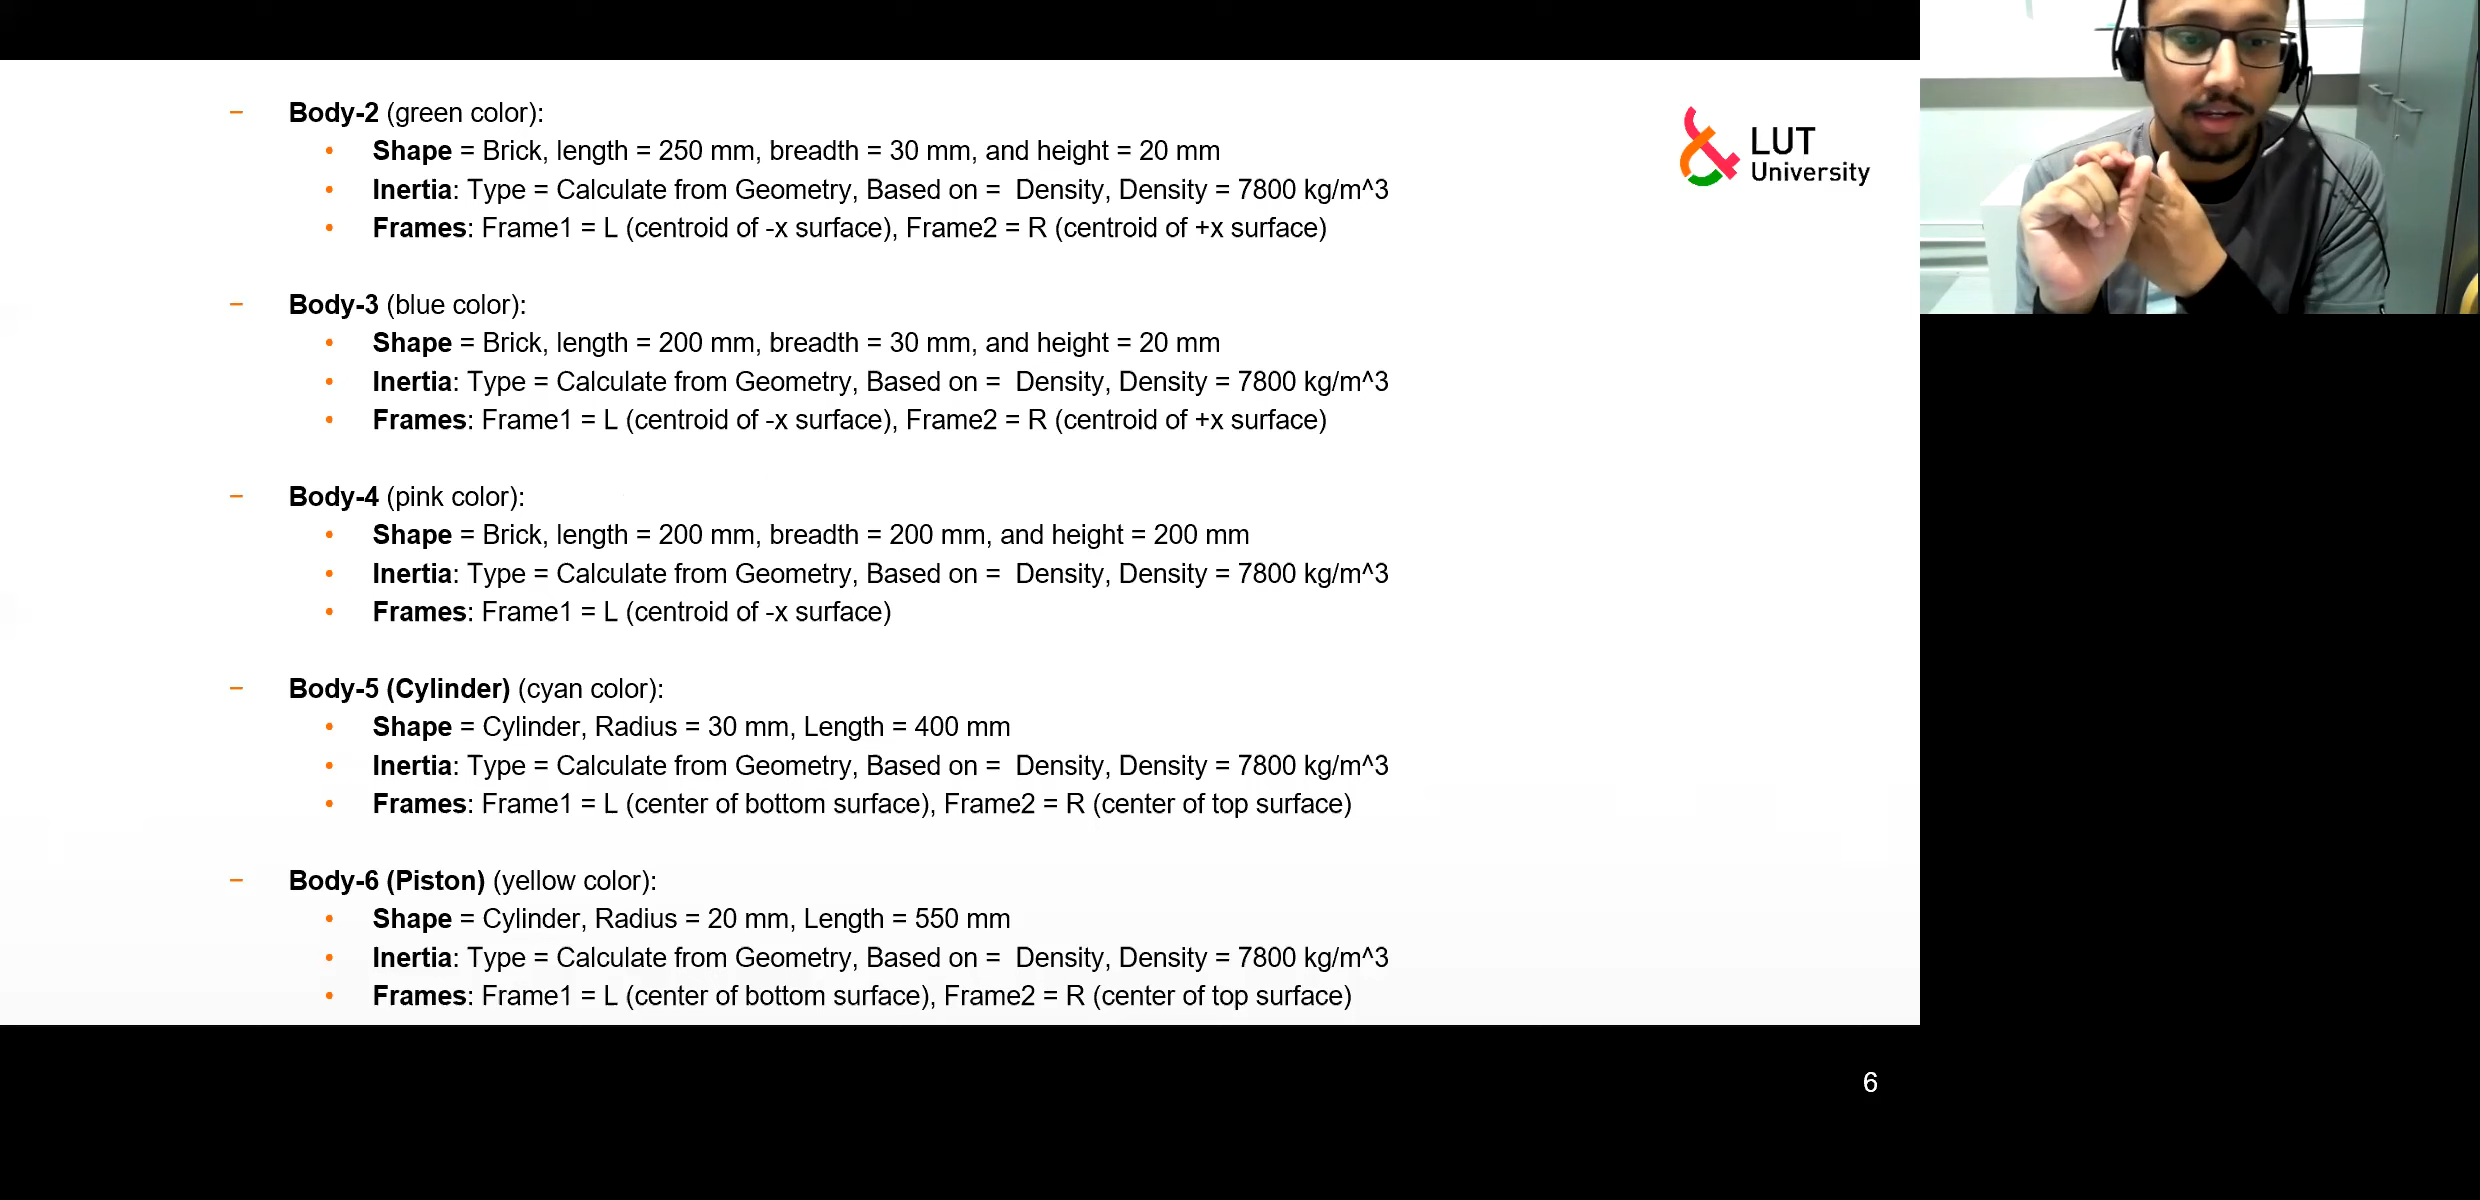 – Body-2 (green color):
• Shape = Brick, length = 250 mm, breadth = 30 mm, and height = 20 mm
• Inertia: Type = Calculate from Geometry, Based on =  Density, Density = 7800 kg/m^3
• Frames: Frame1 = L (centroid of -x surface), Frame2 = R (centroid of +x surface)
– Body-3 (blue color):
• Shape = Brick, length = 200 mm, breadth = 30 mm, and height = 20 mm
• Inertia: Type = Calculate from Geometry, Based on =  Density, Density = 7800 kg/m^3
• Frames: Frame1 = L (centroid of -x surface), Frame2 = R (centroid of +x surface)
– Body-4 (pink color):
• Shape = Brick, length = 200 mm, breadth = 200 mm, and height = 200 mm
• Inertia: Type = Calculate from Geometry, Based on =  Density, Density = 7800 kg/m^3
• Frames: Frame1 = L (centroid of -x surface)
– Body-5 (Cylinder) (cyan color):
• Shape = Cylinder, Radius = 30 mm, Length = 400 mm
• Inertia: Type = Calculate from Geometry, Based on =  Density, Density = 7800 kg/m^3
• Frames: Frame1 = L (center of bottom surface), Frame2 = R (center of top surface)
– Body-6 (Piston) (yellow color):
• Shape = Cylinder, Radius = 20 mm, Length = 550 mm
• Inertia: Type = Calculate from Geometry, Based on =  Density, Density = 7800 kg/m^3
• Frames: Frame1 = L (center of bottom surface), Frame2 = R (center of top surface)
LUT
University
6